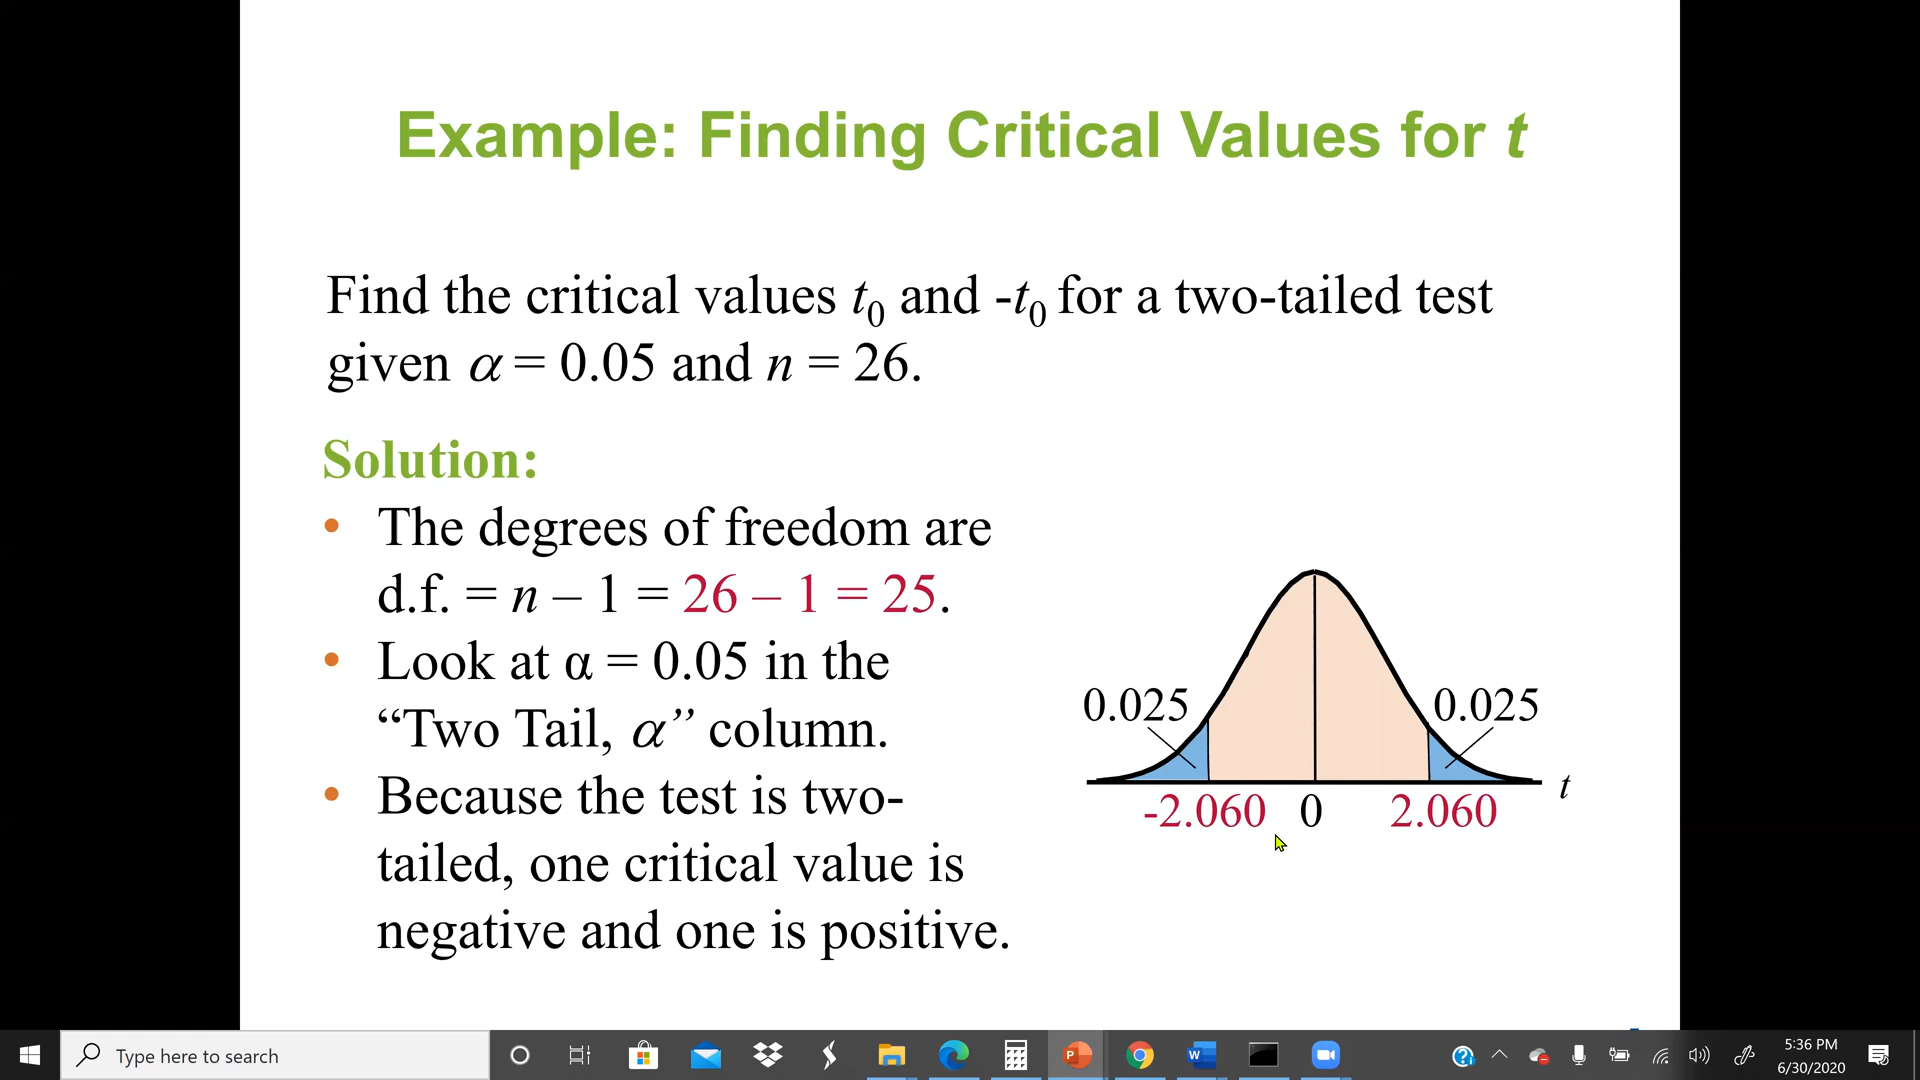 Example: Finding Critical Values for t
Find the critical values t₀ and -t₀ for a two-tailed test
given α = 0.05 and n = 26.
Solution:
• The degrees of freedom are
d.f. = n – 1 = 26 – 1 = 25.
• Look at α = 0.05 in the
“Two Tail, α” column.
• Because the test is two-
tailed, one critical value is
negative and one is positive.
0.025
0.025
t
-2.060 0 2.060
Type here to search
5:36 PM
6/30/2020